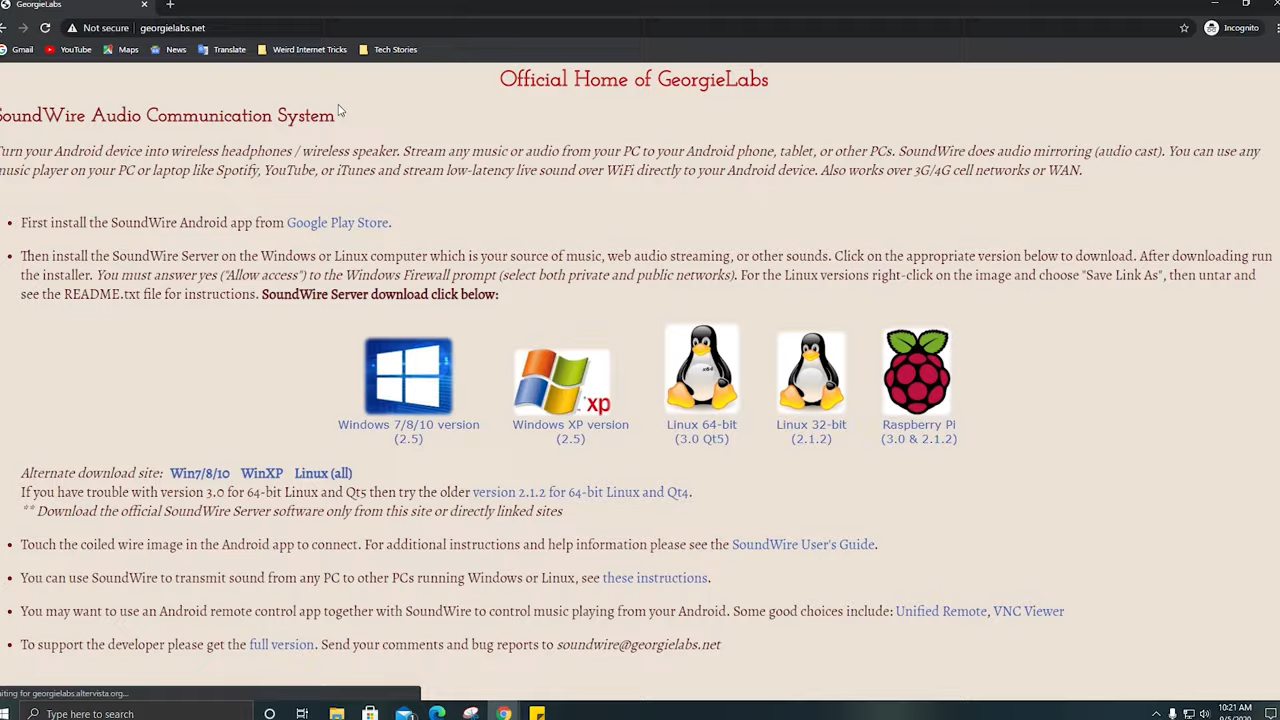 GeorgieLabs
Not secure georgielabs.net Incognito
Gmail YouTube Maps News Translate Weird Internet Tricks Tech Stories
Official Home of GeorgieLabs
SoundWire Audio Communication System
Turn your Android device into wireless headphones / wireless speaker. Stream any music or audio from your PC to your Android phone, tablet, or other PCs. SoundWire does audio mirroring (audio cast). You can use any
music player on your PC or laptop like Spotify, YouTube, or iTunes and stream low-latency live sound over WiFi directly to your Android device. Also works over 3G/4G cell networks or WAN.
• First install the SoundWire Android app from Google Play Store.
• Then install the SoundWire Server on the Windows or Linux computer which is your source of music, web audio streaming, or other sounds. Click on the appropriate version below to download. After downloading run
the installer. You must answer yes ("Allow access") to the Windows Firewall prompt (select both private and public networks). For the Linux versions right-click on the image and choose "Save Link As", then untar and
see the README.txt file for instructions. SoundWire Server download click below:
xp
Windows 7/8/10 version
(2.5)
Windows XP version
(2.5)
Linux 64-bit
(3.0 Qt5)
Linux 32-bit
(2.1.2)
Raspberry Pi
(3.0 & 2.1.2)
Alternate download site: Win7/8/10 WinXP Linux (all)
If you have trouble with version 3.0 for 64-bit Linux and Qt5 then try the older version 2.1.2 for 64-bit Linux and Qt4.
** Download the official SoundWire Server software only from this site or directly linked sites
• Touch the coiled wire image in the Android app to connect. For additional instructions and help information please see the SoundWire User's Guide.
• You can use SoundWire to transmit sound from any PC to other PCs running Windows or Linux, see these instructions.
• You may want to use an Android remote control app together with SoundWire to control music playing from your Android. Some good choices include: Unified Remote, VNC Viewer
• To support the developer please get the full version. Send your comments and bug reports to soundwire@georgielabs.net
aiting for georgielabs.altervista.org...
Type here to search
10:21 AM